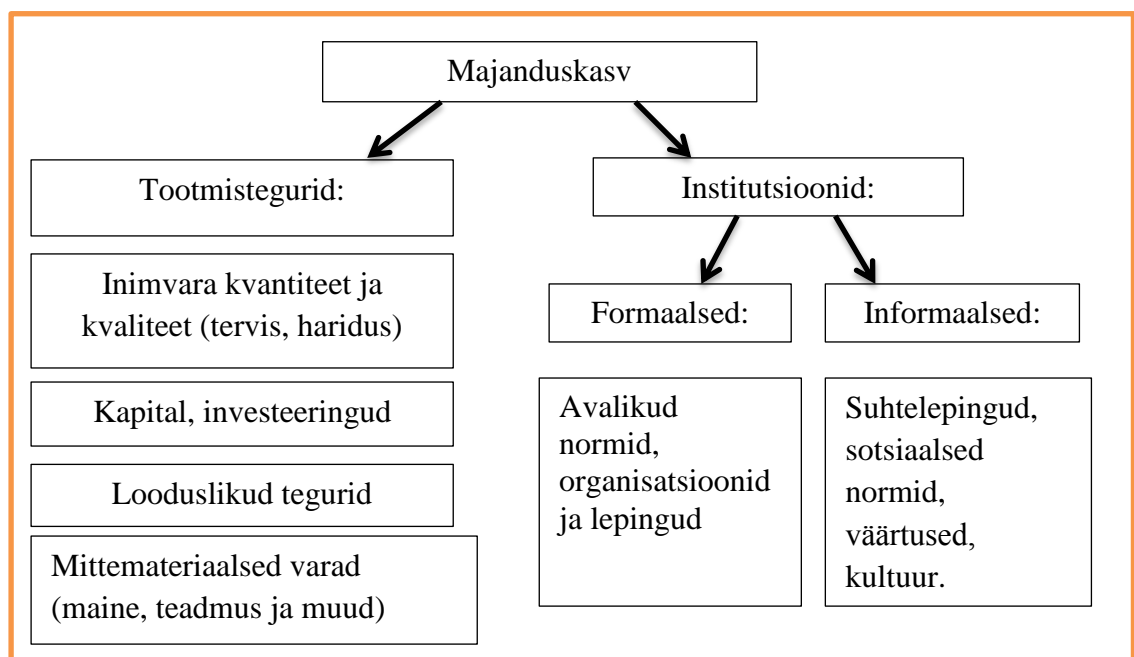 Majanduskasv
Tootmistegurid:
Inimvara kvantiteet ja
kvaliteet (tervis, haridus)
Kapital, investeeringud
Looduslikud tegurid
Mittemateriaalsed varad
(maine, teadmus ja muud)
Institutsioonid:
Formaalsed:
Avalikud
normid,
organisatsioonid
ja lepingud
Informaalsed:
Suhtelepingud,
sotsiaalsed
normid,
väärtused,
kultuur.